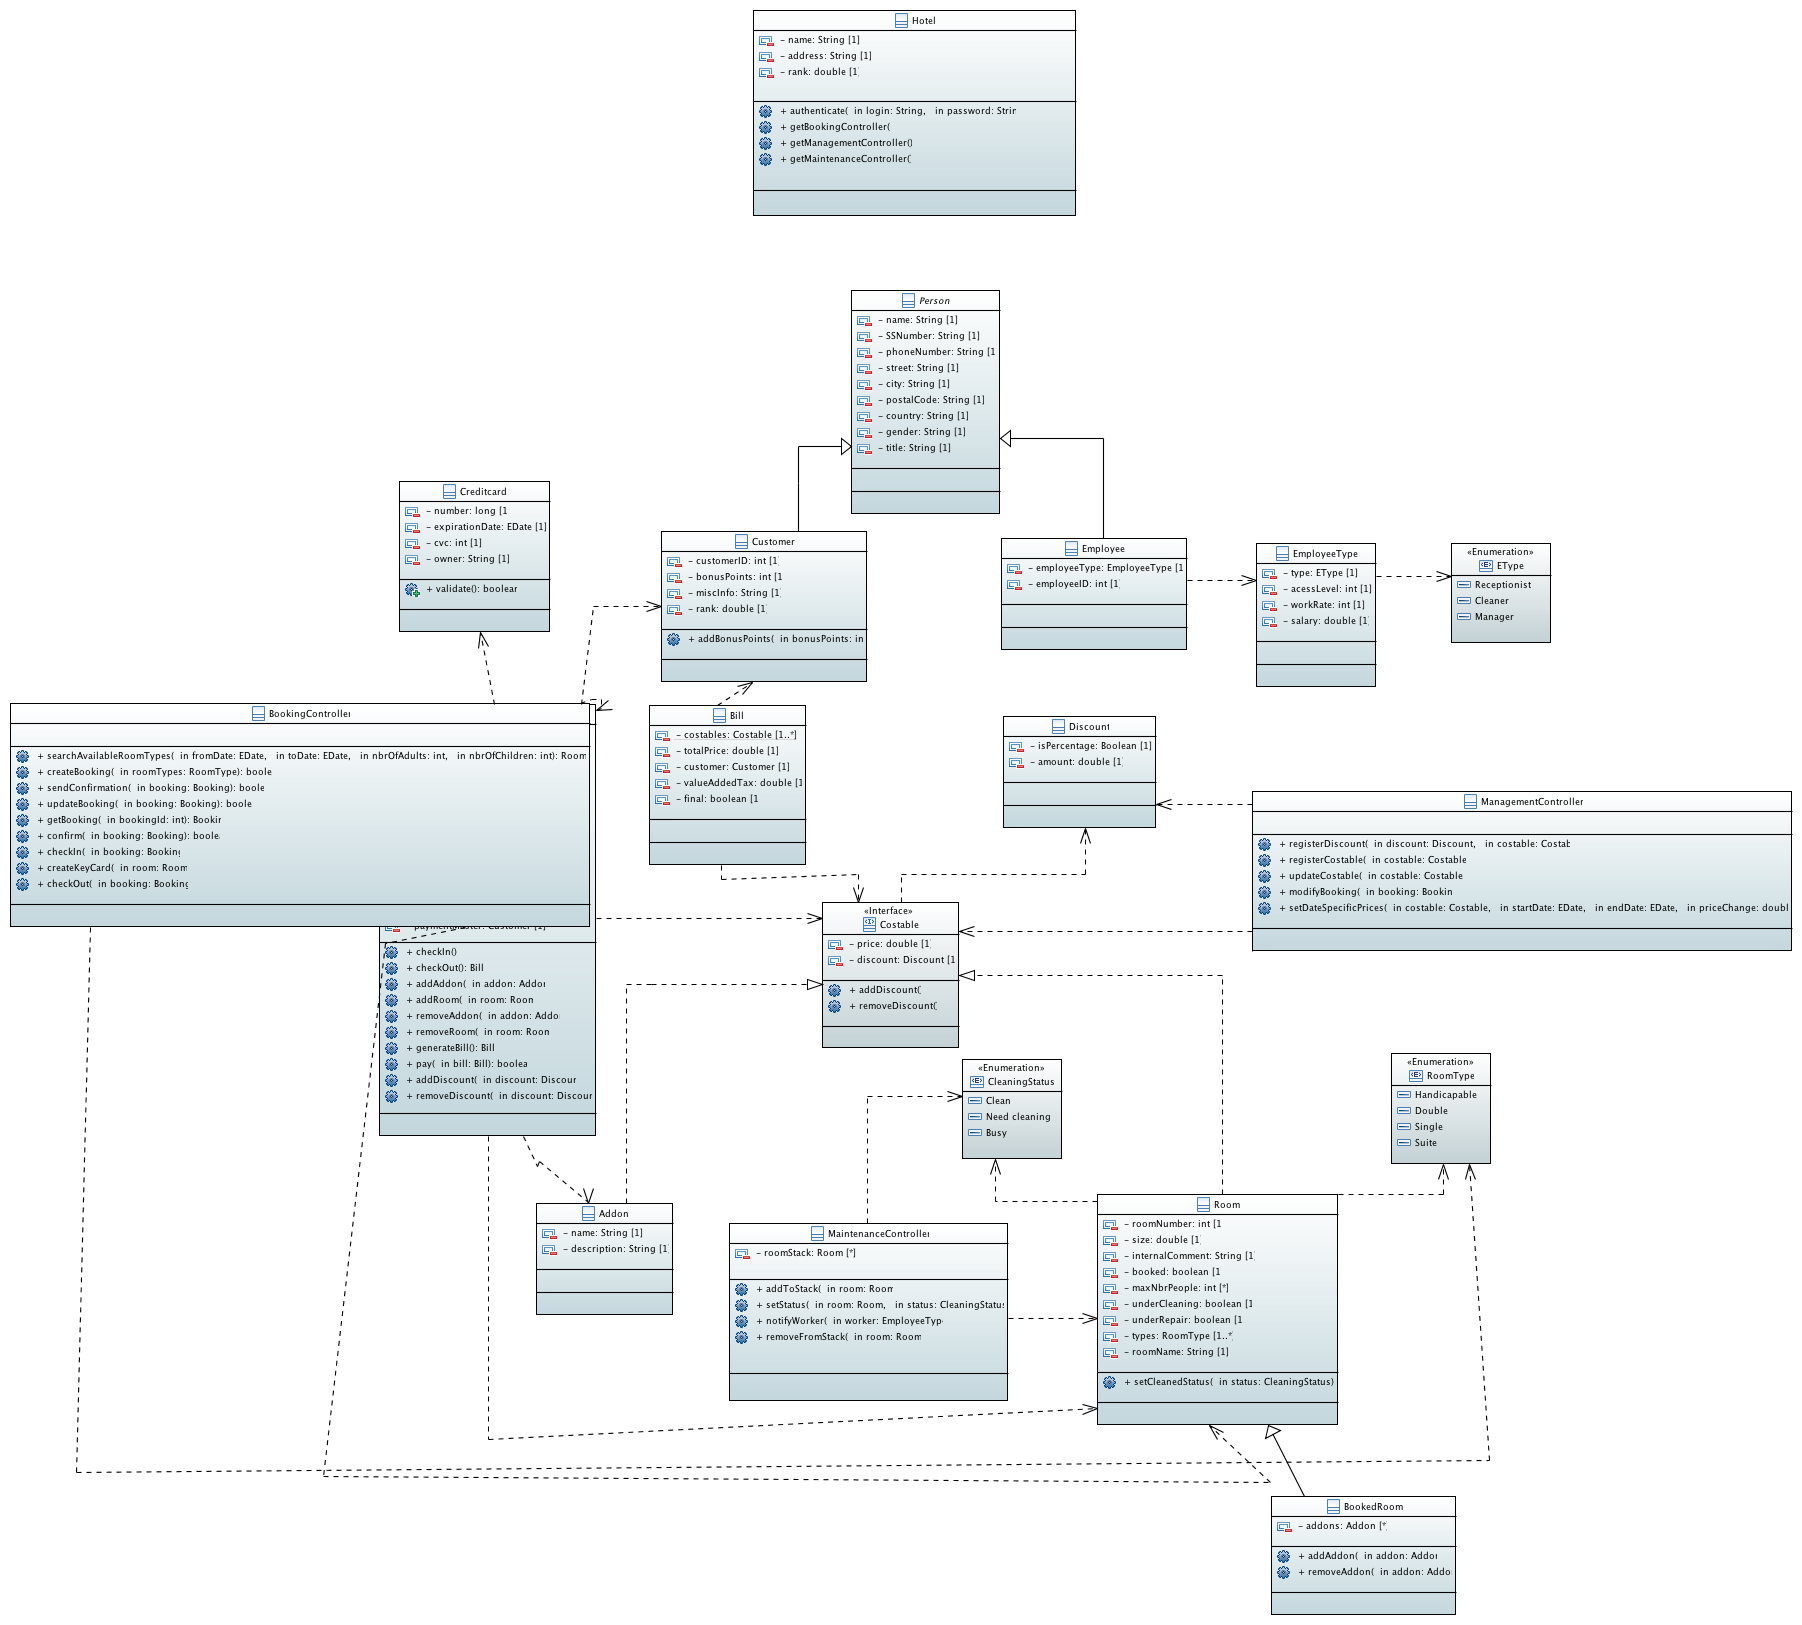 Hotel
- name: String [1]
- address: String [1]
- rank: double [1]
+ authenticate( in login: String, in password: Strin
+ getBookingController(
+ getManagementController()
+ getMaintenanceController(
Person
- name: String [1]
- SSNumber: String [1]
- phoneNumber: String [1
- street: String [1]
- city: String [1]
- postalCode: String [1]
- country: String [1]
- gender: String [1]
- title: String [1]
Creditcard
- number: long [1
- expirationDate: EDate [1]
- cvc: int [1]
- owner: String [1]
+ validate(): boolear
Customer
- customerID: int [1]
- bonusPoints: int [1
- miscInfo: String [1]
- rank: double [1]
+ addBonusPoints( in bonusPoints: in
Employee
- employeeType: EmployeeType [1
- employeeID: int [1]
EmployeeType
- type: EType [1]
- acessLevel: int [1]
- workRate: int [1]
- salary: double [1]
«Enumeration»
EType
Receptionist
Cleaner
Manager
BookingController
+ searchAvailableRoomTypes( in fromDate: EDate, in toDate: EDate, in nbrOfAdults: int, in nbrOfChildren: int): Room
+ createBooking( in roomTypes: RoomType): boole
+ sendConfirmation( in booking: Booking): boole
+ updateBooking( in booking: Booking): boole
+ getBooking( in bookingId: int): Bookin
+ confirm( in booking: Booking): boole
+ checkIn( in booking: Booking
+ createKeyCard( in room: Room
+ checkOut( in booking: Booking
Bill
- costables: Costable [1..*]
- totalPrice: double [1]
- customer: Customer [1]
- valueAddedTax: double [1]
- final: boolean [1
Discount
- isPercentage: Boolean [1]
- amount: double [1]
ManagementController
+ registerDiscount( in discount: Discount, in costable: Costab
+ registerCostable( in costable: Costable
+ updateCostable( in costable: Costable
+ modifyBooking( in booking: Bookin
+ setDateSpecificPrices( in costable: Costable, in startDate: EDate, in endDate: EDate, in priceChange: doubl
Customer [1]
+ checkIn()
+ checkOut(): Bill
+ addAddon( in addon: Addor
+ addRoom( in room: Roon
+ removeAddon( in addon: Addo
+ removeRoom( in room: Roon
+ generateBill(): Bill
+ pay( in bill: Bill): boolea
+ addDiscount( in discount: Discour
+ removeDiscount( in discount: Discour
«Interface»
Costable
- price: double [1]
- discount: Discount [1
+ addDiscount(
+ removeDiscount(
«Enumeration»
CleaningStatus
Clean
Need cleaning
Busy
«Enumeration»
RoomType
Handicapable
Double
Single
Suite
Addon
- name: String [1]
- description: String [1]
MaintenanceController
- roomStack: Room [*]
+ addToStack( in room: Room
+ setStatus( in room: Room, in status: CleaningStatus
+ notifyWorker( in worker: EmployeeTyp
+ removeFromStack( in room: Room
Room
- roomNumber: int [1
- size: double [1]
- internalComment: String [1]
- booked: boolean [1
- maxNbrPeople: int [*]
- underCleaning: boolean [1]
- underRepair: boolean [1
- types: RoomType [1..*]
- roomName: String [1]
+ setCleanedStatus( in status: CleaningStatus)
BookedRoom
- addons: Addon [*]
+ addAddon( in addon: Addor
+ removeAddon( in addon: Addo